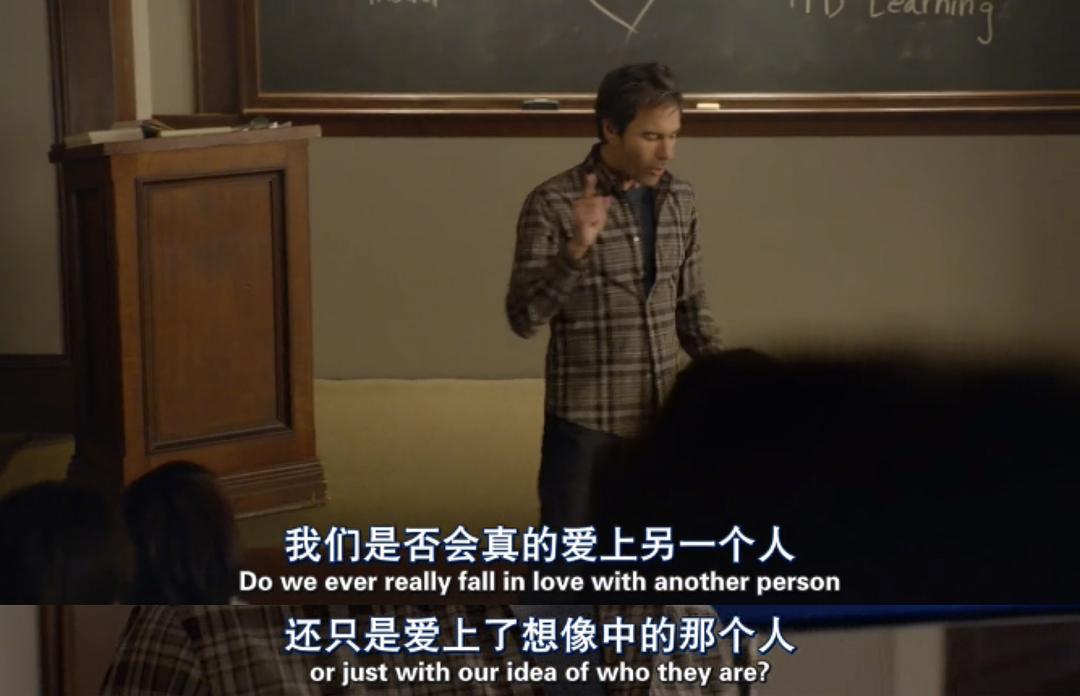 Learning
我们是否会真的爱上另一个人
Do we ever really fall in love with another person
还只是爱上了想像中的那个人
or just with our idea of who they are?